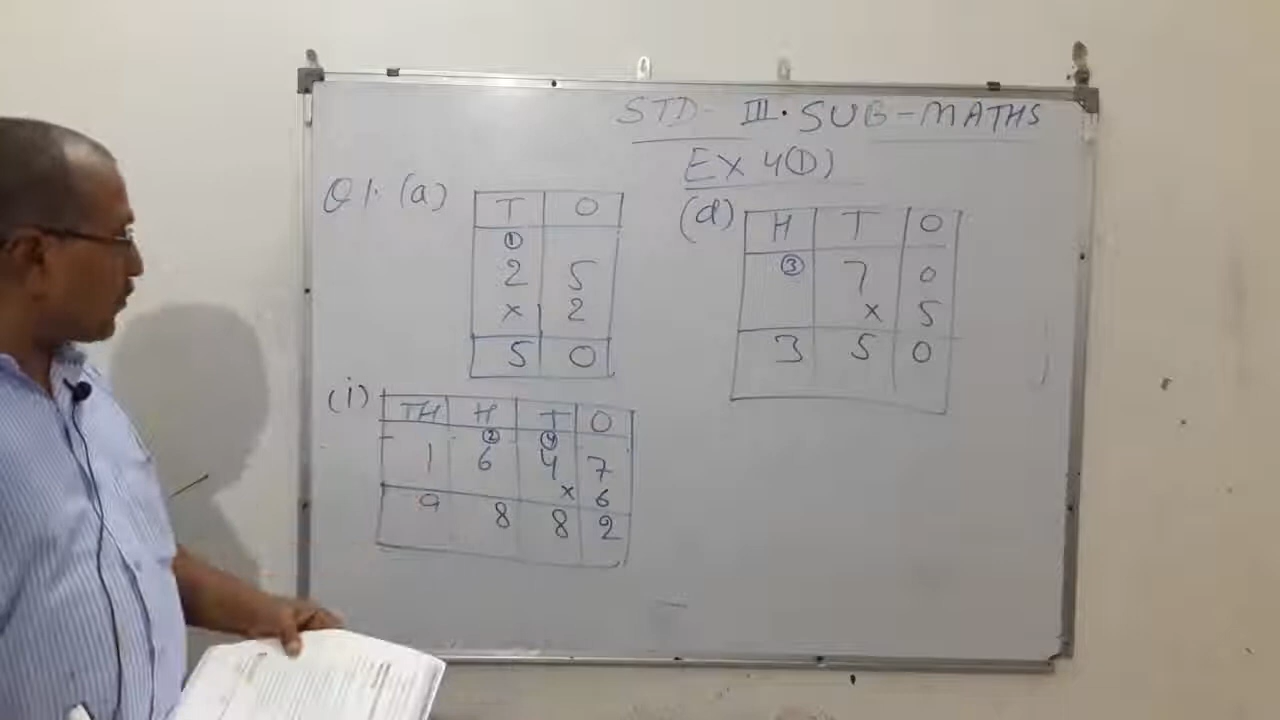 STD- III. SUB-MATHS
Ex 4(1)
Q1. (a)
T O
①
2 5
× 2
5 0
(d)
H T O
③ 7 0
× 5
3 5 0
(i)
TH H T O
② ④
1 6 4 7
× 6
9 8 8 2